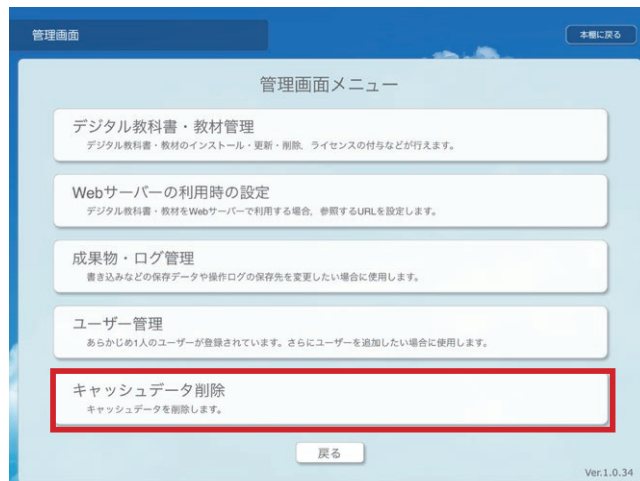 管理画面
本棚に戻る
管理画面メニュー
デジタル教科書・教材管理
デジタル教科書・教材のインストール・更新・削除，ライセンスの付与などが行えます。
Webサーバーの利用時の設定
デジタル教科書・教材をWebサーバーで利用する場合，参照するURLを設定します。
成果物・ログ管理
書き込みなどの保存データや操作ログの保存先を変更したい場合に使用します。
ユーザー管理
あらかじめ1人のユーザーが登録されています。さらにユーザーを追加したい場合に使用します。
キャッシュデータ削除
キャッシュデータを削除します。
戻る
Ver.1.0.34